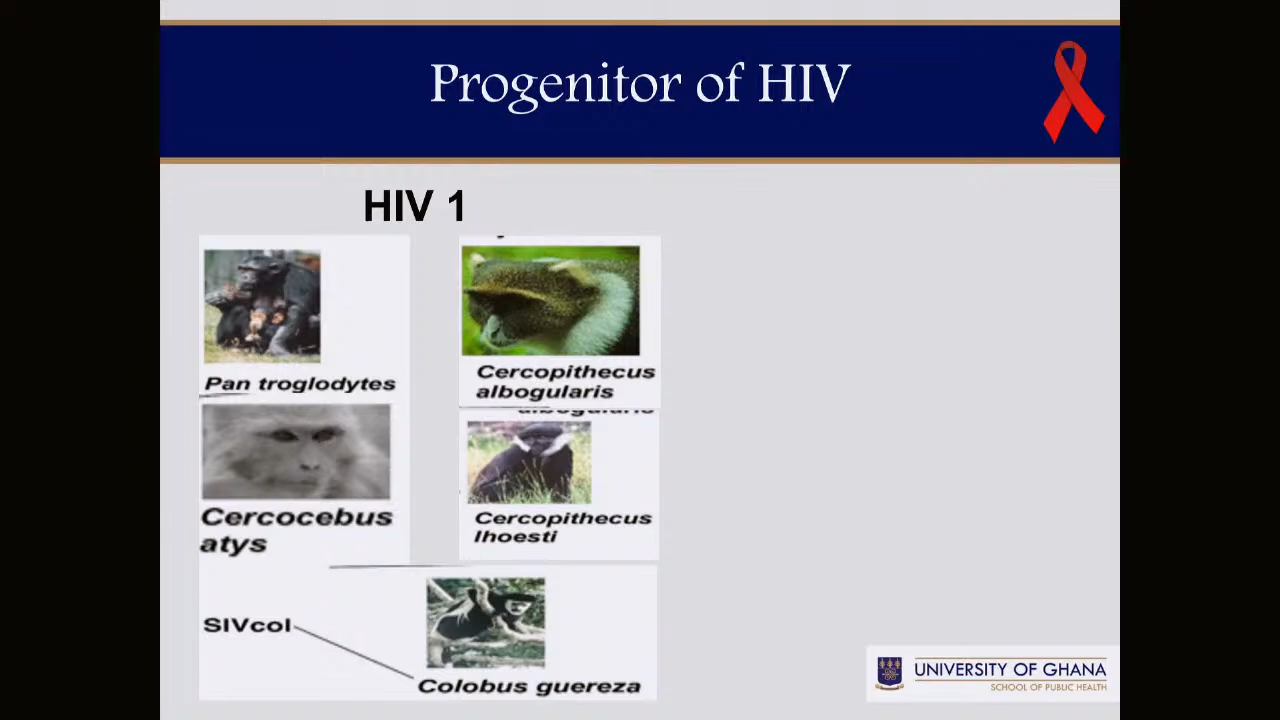 Progenitor of HIV
HIV 1
Pan troglodytes
Cercopithecus
albogularis
albogularis
Cercocebus
atys
Cercopithecus
lhoesti
SIVcol
Colobus guereza
UNIVERSITY OF GHANA
SCHOOL OF PUBLIC HEALTH